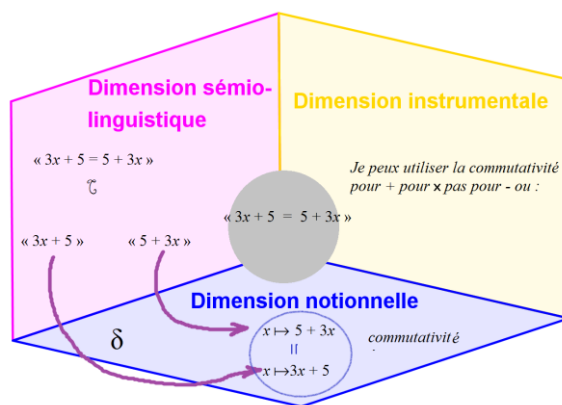 Dimension sémio-
linguistique
« 3x + 5 = 5 + 3x »
« 3x + 5 »
« 5 + 3x »
Dimension instrumentale
Je peux utiliser la commutativité
pour + pour x pas pour - ou :
« 3x + 5 = 5 + 3x »
Dimension notionnelle
δ
x ↦ 5 + 3x
=
x ↦ 3x + 5
commutativité